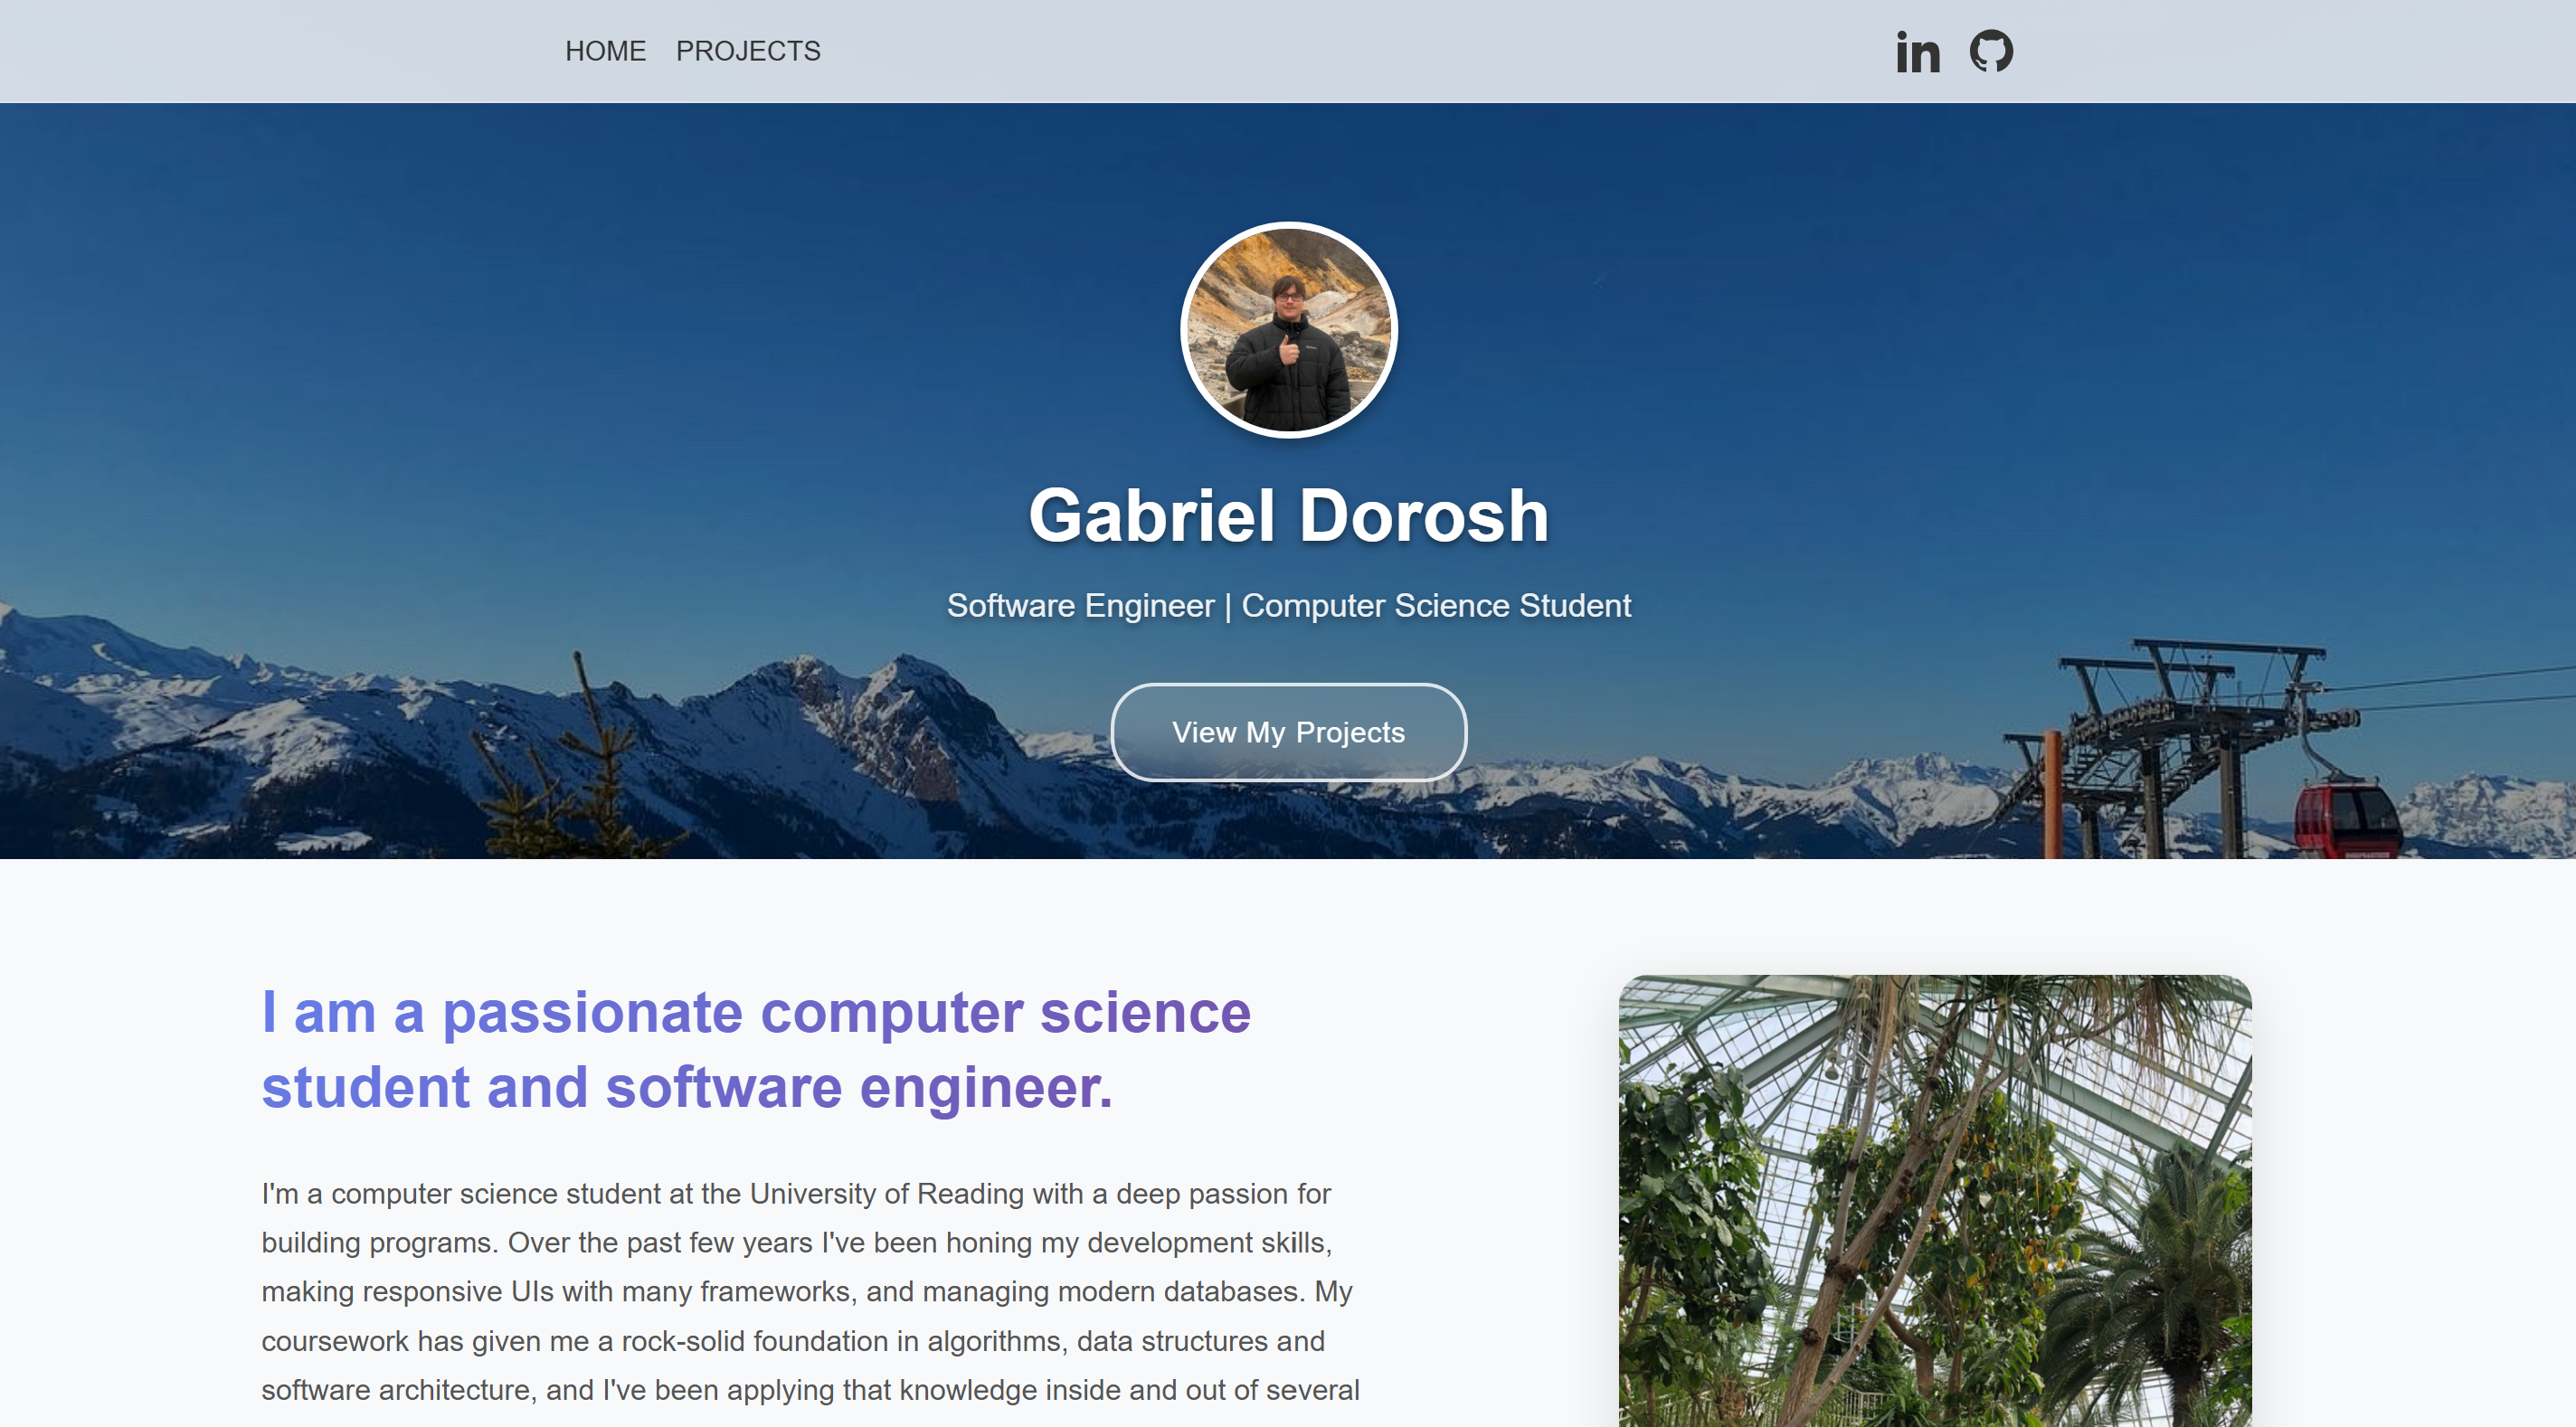 HOME PROJECTS
in
Gabriel Dorosh
Software Engineer | Computer Science Student
View My Projects
I am a passionate computer science
student and software engineer.
I'm a computer science student at the University of Reading with a deep passion for
building programs. Over the past few years I've been honing my development skills,
making responsive UIs with many frameworks, and managing modern databases. My
coursework has given me a rock-solid foundation in algorithms, data structures and
software architecture, and I've been applying that knowledge inside and out of several